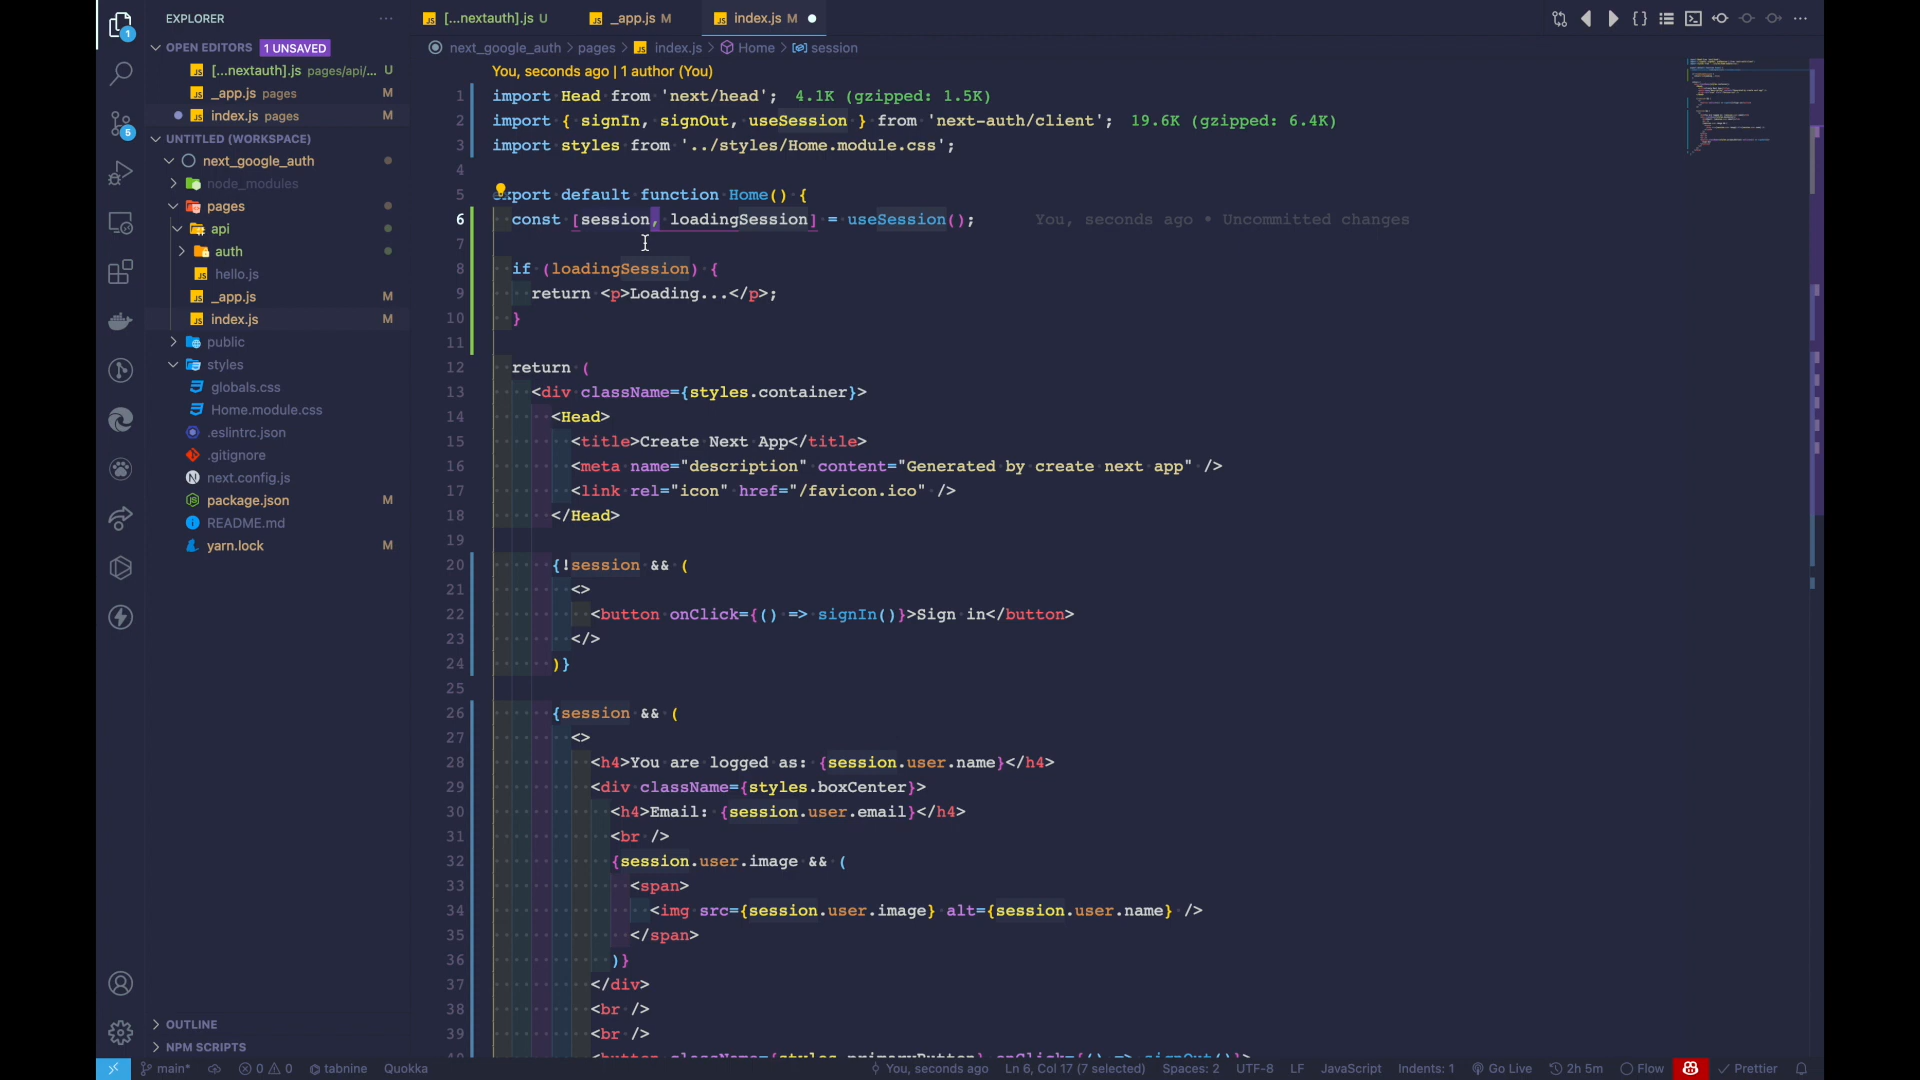 EXPLORER
OPEN EDITORS 1 UNSAVED
[...nextauth].js pages/api/... U
_app.js pages M
index.js pages M
UNTITLED (WORKSPACE)
next_google_auth
node_modules
pages
api
auth
hello.js
_app.js M
index.js M
public
styles
globals.css
Home.module.css
.eslintrc.json
.gitignore
next.config.js
package.json M
README.md
yarn.lock M
OUTLINE
NPM SCRIPTS
1
5
[...nextauth].js U
_app.js M
index.js M
next_google_auth > pages > index.js > Home > session
You, seconds ago | 1 author (You)
1 import Head from 'next/head'; 4.1K (gzipped: 1.5K)
2 import { signIn, signOut, useSession } from 'next-auth/client'; 19.6K (gzipped: 6.4K)
3 import styles from '../styles/Home.module.css';
4
5 export default function Home() {
6 const [session, loadingSession] = useSession(); You, seconds ago • Uncommitted changes
7
8 if (loadingSession) {
9 return <p>Loading...</p>;
10 }
11
12 return (
13 <div className={styles.container}>
14 <Head>
15 <title>Create Next App</title>
16 <meta name="description" content="Generated by create next app" />
17 <link rel="icon" href="/favicon.ico" />
18 </Head>
19
20 {!session && (
21 <>
22 <button onClick={() => signIn()}>Sign in</button>
23 </>
24 )}
25
26 {session && (
27 <>
28 <h4>You are logged as: {session.user.name}</h4>
29 <div className={styles.boxCenter}>
30 <h4>Email: {session.user.email}</h4>
31 <br />
32 {session.user.image && (
33 <span>
34 <img src={session.user.image} alt={session.user.name} />
35 </span>
36 )}
37 </div>
38 <br />
39 <br />
40 <button className={styles.primaryButton} onClick={() => signOut()}>
main* 0 0 tabnine Quokka You, seconds ago Ln 6, Col 17 (7 selected) Spaces: 2 UTF-8 LF JavaScript Indents: 1 Go Live 2h 5m Flow Prettier